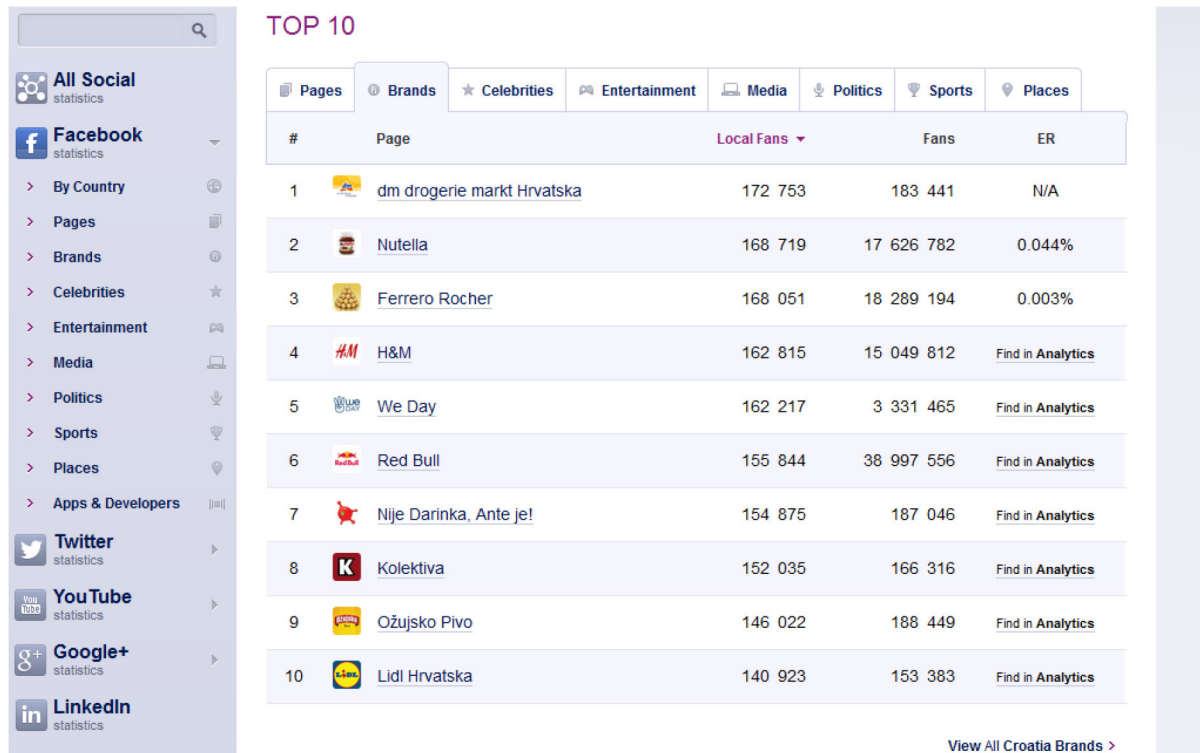 All Social
statistics
Facebook
statistics
By Country
Pages
Brands
Celebrities
Entertainment
Media
Politics
Sports
Places
Apps & Developers
Twitter
statistics
YouTube
statistics
Google+
statistics
LinkedIn
statistics
TOP 10
Pages Brands Celebrities Entertainment Media Politics Sports Places
# Page Local Fans Fans ER
1 dm drogerie markt Hrvatska 172 753 183 441 N/A
2 Nutella 168 719 17 626 782 0.044%
3 Ferrero Rocher 168 051 18 289 194 0.003%
4 H&M H&M 162 815 15 049 812 Find in Analytics
5 we DAY We Day 162 217 3 331 465 Find in Analytics
6 Red Bull Red Bull 155 844 38 997 556 Find in Analytics
7 Nije Darinka, Ante je! 154 875 187 046 Find in Analytics
8 K Kolektiva 152 035 166 316 Find in Analytics
9 Ožujsko Pivo 146 022 188 449 Find in Analytics
10 LIDL Lidl Hrvatska 140 923 153 383 Find in Analytics
View All Croatia Brands >